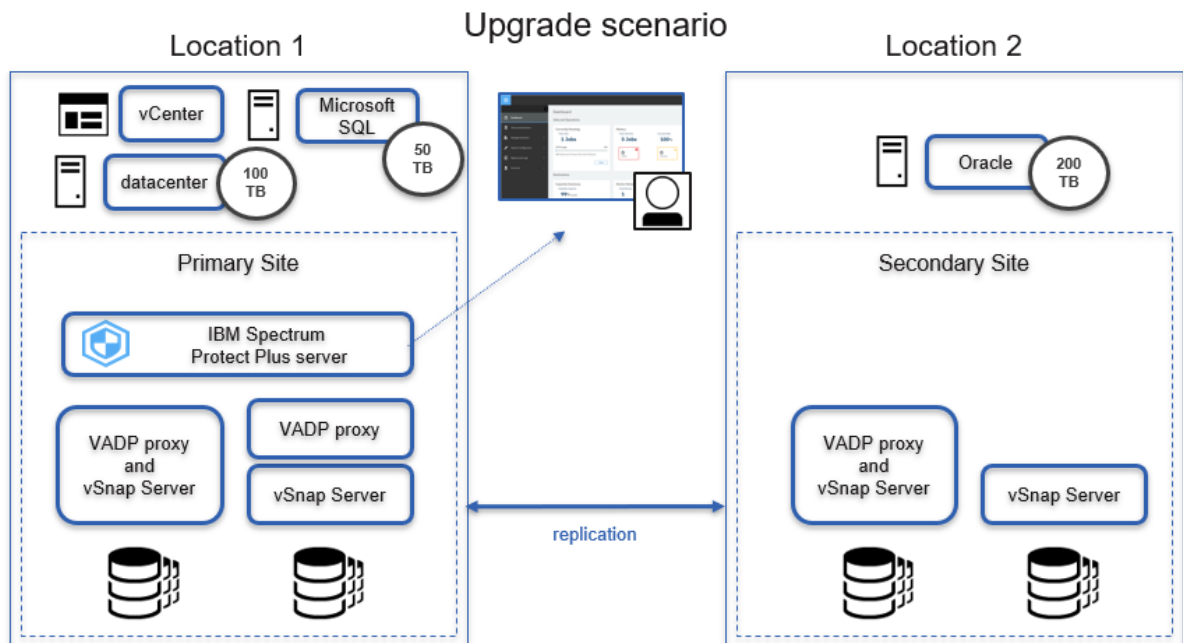 Upgrade scenario
Location 1
Location 2
vCenter
Microsoft
SQL
50
TB
datacenter
100
TB
Oracle
200
TB
Primary Site
Secondary Site
IBM Spectrum
Protect Plus server
VADP proxy
and
vSnap Server
VADP proxy
vSnap Server
replication
VADP proxy
and
vSnap Server
vSnap Server